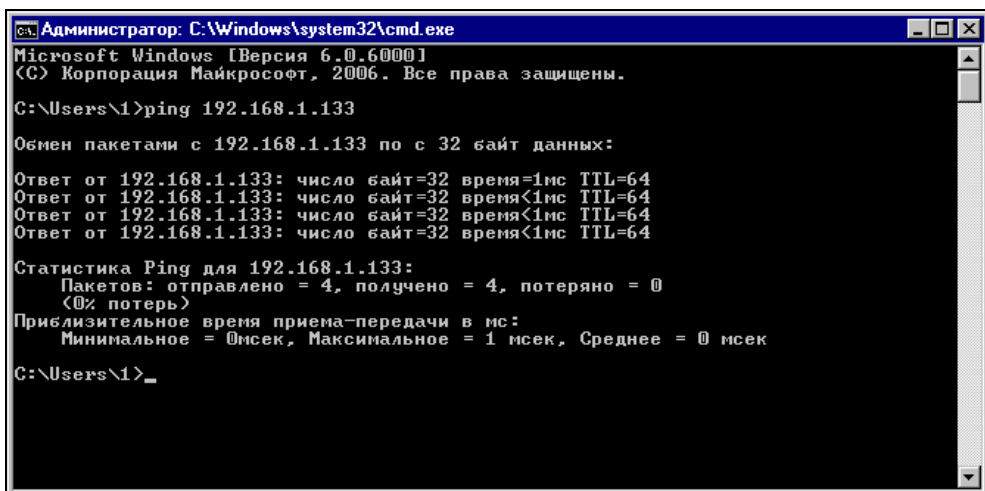 Администратор: C:\Windows\system32\cmd.exe
Microsoft Windows [Версия 6.0.6000]
(C) Корпорация Майкрософт, 2006. Все права защищены.
C:\Users\1>ping 192.168.1.133
Обмен пакетами с 192.168.1.133 по с 32 байт данных:
Ответ от 192.168.1.133: число байт=32 время=1мс TTL=64
Ответ от 192.168.1.133: число байт=32 время<1мс TTL=64
Ответ от 192.168.1.133: число байт=32 время<1мс TTL=64
Ответ от 192.168.1.133: число байт=32 время<1мс TTL=64
Статистика Ping для 192.168.1.133:
Пакетов: отправлено = 4, получено = 4, потеряно = 0
(0% потерь)
Приблизительное время приема-передачи в мс:
Минимальное = 0мсек, Максимальное = 1 мсек, Среднее = 0 мсек
C:\Users\1>_